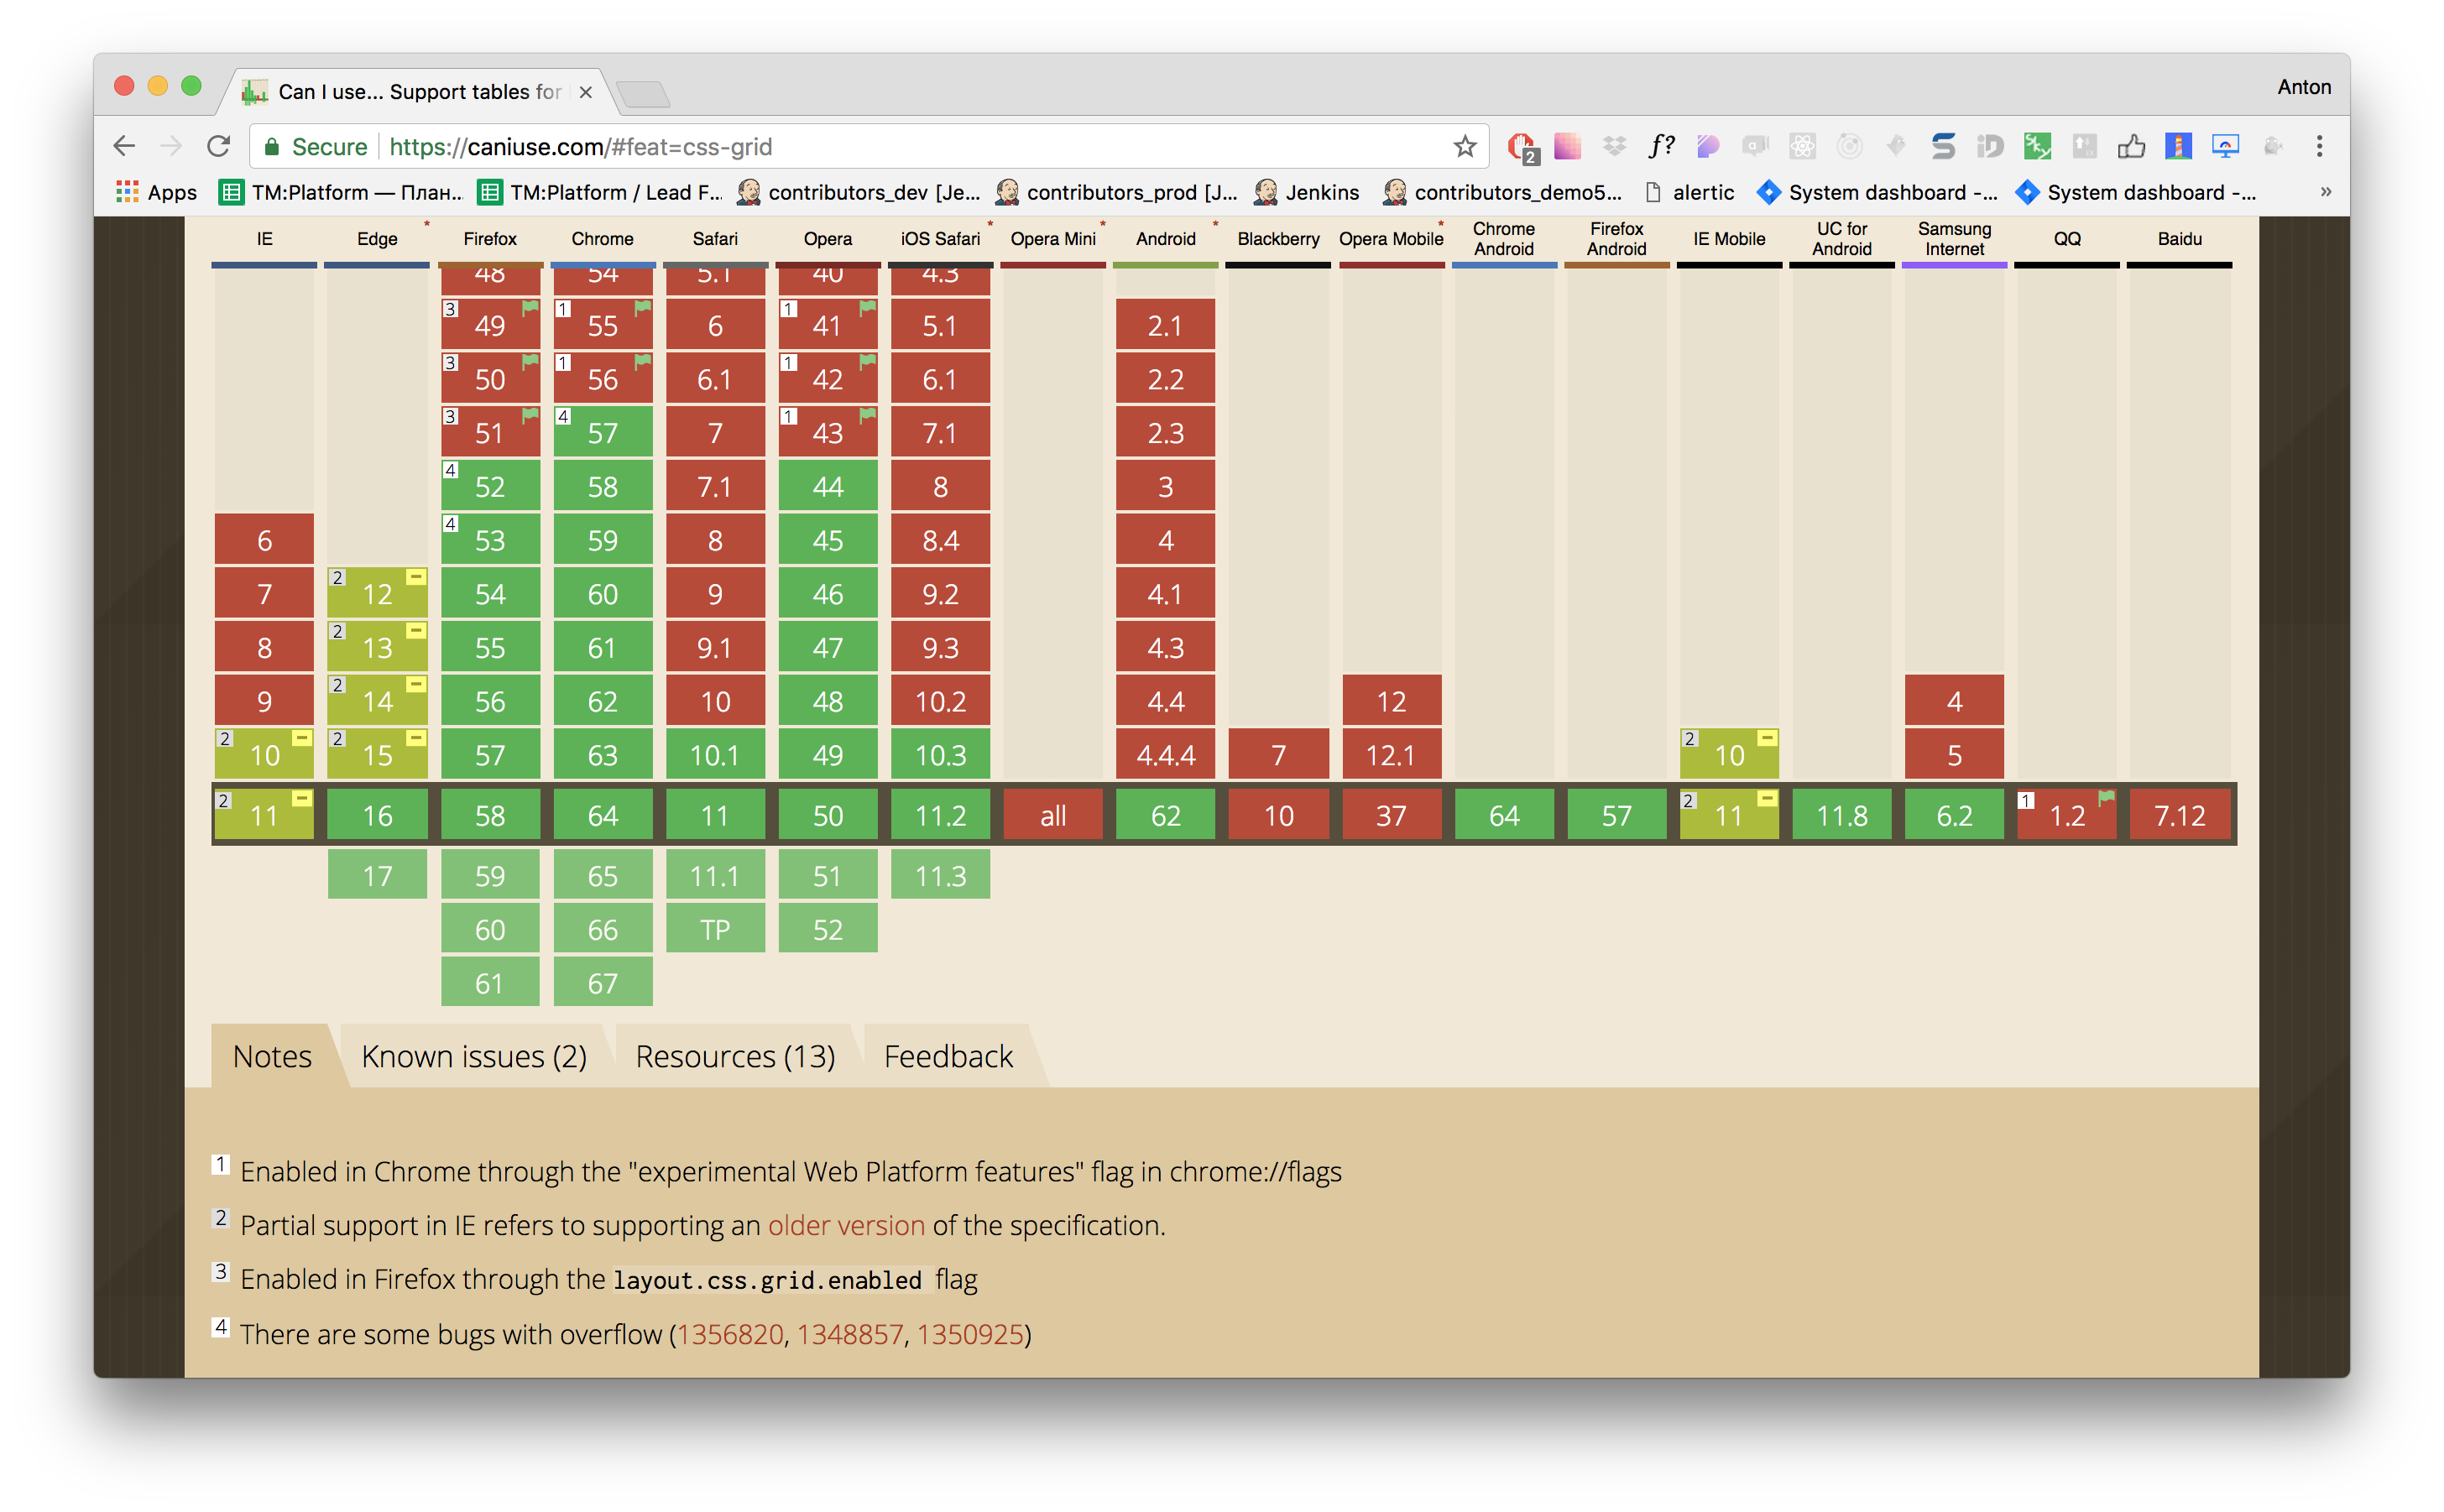 Can I use... Support tables for
Anton
Secure https://caniuse.com/#feat=css-grid
2 f?
Apps TM:Platform — План... TM:Platform / Lead F... contributors_dev [Je... contributors_prod [J... Jenkins contributors_demo5... alertic System dashboard -... System dashboard -... »
IE Edge * Firefox Chrome Safari Opera iOS Safari * Opera Mini * Android * Blackberry Opera Mobile * Chrome Android Firefox Android IE Mobile UC for Android Samsung Internet QQ Baidu
48 54 5.1 40 4.3
3 49 1 55 6 1 41 5.1 2.1
3 50 1 56 6.1 1 42 6.1 2.2
3 51 4 57 7 1 43 7.1 2.3
4 52 58 7.1 44 8 3
6 4 53 59 8 45 8.4 4
7 2 12 54 60 9 46 9.2 4.1
8 2 13 55 61 9.1 47 9.3 4.3
9 2 14 56 62 10 48 10.2 4.4 12 4
2 10 2 15 57 63 10.1 49 10.3 4.4.4 7 12.1 2 10 5
2 11 16 58 64 11 50 11.2 all 62 10 37 64 57 2 11 11.8 6.2 1 1.2 7.12
17 59 65 11.1 51 11.3
60 66 TP 52
61 67
Notes Known issues (2) Resources (13) Feedback
1 Enabled in Chrome through the "experimental Web Platform features" flag in chrome://flags
2 Partial support in IE refers to supporting an older version of the specification.
3 Enabled in Firefox through the layout.css.grid.enabled flag
4 There are some bugs with overflow (1356820, 1348857, 1350925)